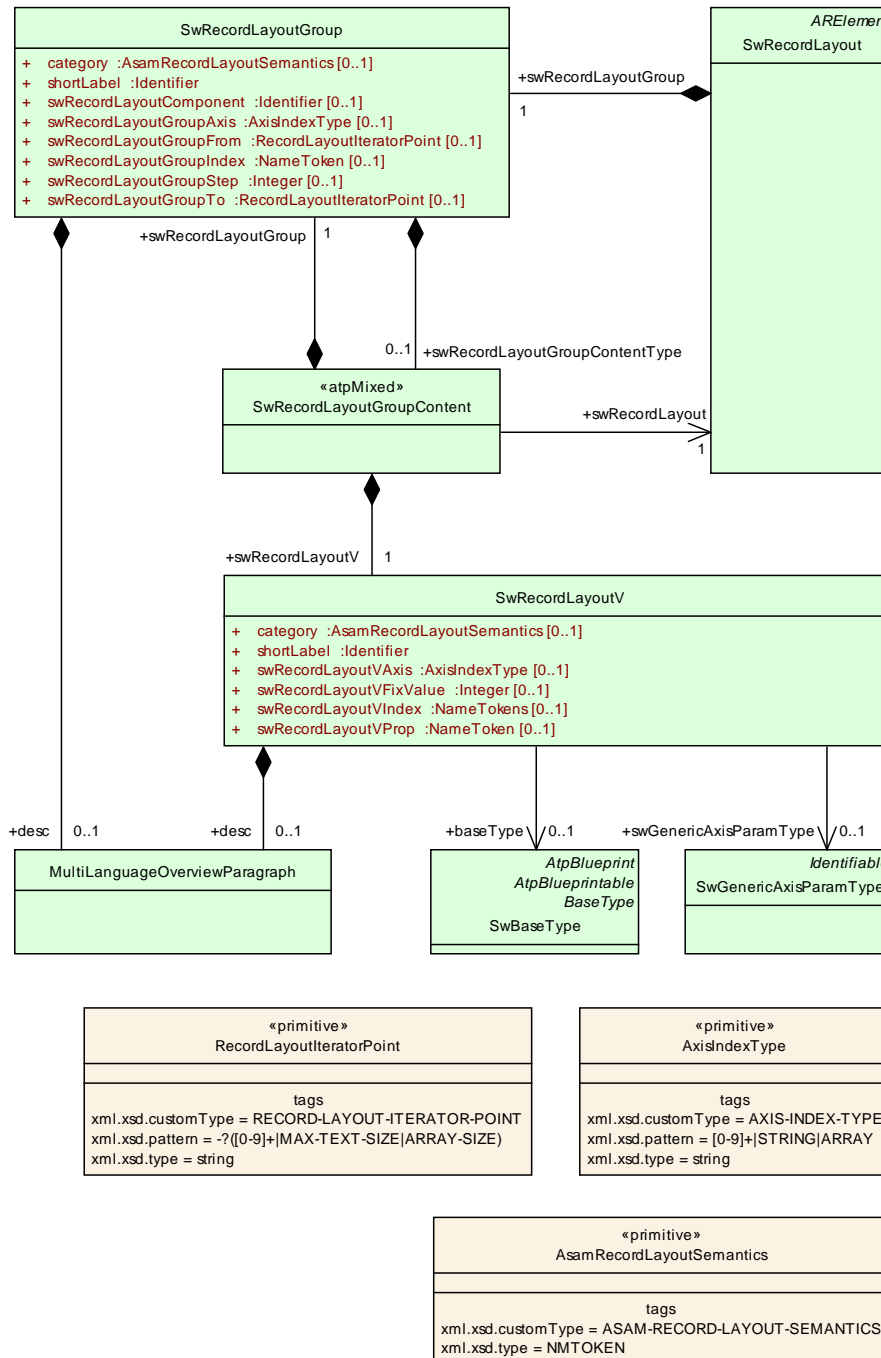 SwRecordLayoutGroup
+ category :AsamRecordLayoutSemantics [0..1]
+ shortLabel :Identifier
+ swRecordLayoutComponent :Identifier [0..1]
+ swRecordLayoutGroupAxis :AxisIndexType [0..1]
+ swRecordLayoutGroupFrom :RecordLayoutIteratorPoint [0..1]
+ swRecordLayoutGroupIndex :NameToken [0..1]
+ swRecordLayoutGroupStep :Integer [0..1]
+ swRecordLayoutGroupTo :RecordLayoutIteratorPoint [0..1]
ARElemen
SwRecordLayout
+swRecordLayoutGroup
1
+swRecordLayoutGroup
1
0..1
+swRecordLayoutGroupContentType
«atpMixed»
SwRecordLayoutGroupContent
+swRecordLayout
1
+swRecordLayoutV
1
SwRecordLayoutV
+ category :AsamRecordLayoutSemantics [0..1]
+ shortLabel :Identifier
+ swRecordLayoutVAxis :AxisIndexType [0..1]
+ swRecordLayoutVFixValue :Integer [0..1]
+ swRecordLayoutVIndex :NameTokens [0..1]
+ swRecordLayoutVProp :NameToken [0..1]
+desc
0..1
+desc
0..1
+baseType
0..1
+swGenericAxisParamType
0..1
MultiLanguageOverviewParagraph
AtpBlueprint
AtpBlueprintable
BaseType
SwBaseType
Identifiable
SwGenericAxisParamType
«primitive»
RecordLayoutIteratorPoint
tags
xml.xsd.customType = RECORD-LAYOUT-ITERATOR-POINT
xml.xsd.pattern = -?([0-9]+|MAX-TEXT-SIZE|ARRAY-SIZE)
xml.xsd.type = string
«primitive»
AxisIndexType
tags
xml.xsd.customType = AXIS-INDEX-TYPE
xml.xsd.pattern = [0-9]+|STRING|ARRAY
xml.xsd.type = string
«primitive»
AsamRecordLayoutSemantics
tags
xml.xsd.customType = ASAM-RECORD-LAYOUT-SEMANTICS
xml.xsd.type = NMTOKEN